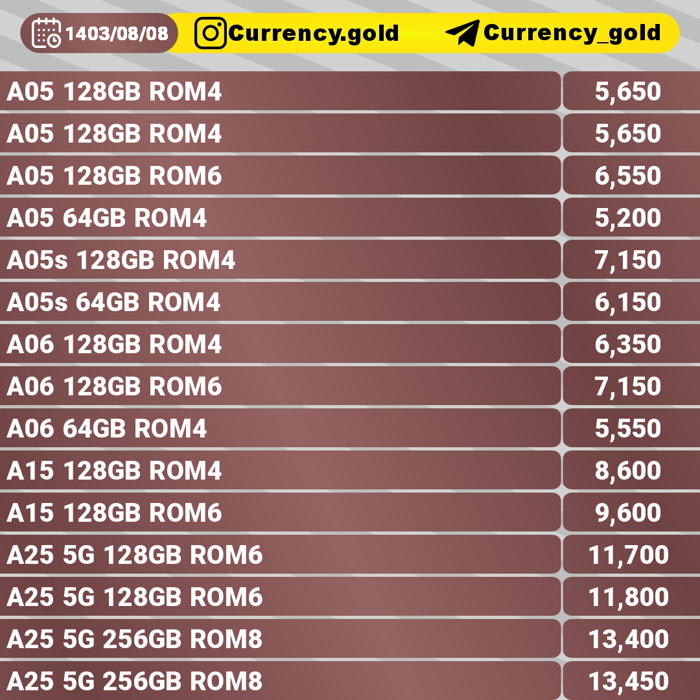 1403/08/08 Currency.gold Currency_gold
A05 128GB ROM4 5,650
A05 128GB ROM4 5,650
A05 128GB ROM6 6,550
A05 64GB ROM4 5,200
A05s 128GB ROM4 7,150
A05s 64GB ROM4 6,150
A06 128GB ROM4 6,350
A06 128GB ROM6 7,150
A06 64GB ROM4 5,550
A15 128GB ROM4 8,600
A15 128GB ROM6 9,600
A25 5G 128GB ROM6 11,700
A25 5G 128GB ROM6 11,800
A25 5G 256GB ROM8 13,400
A25 5G 256GB ROM8 13,450